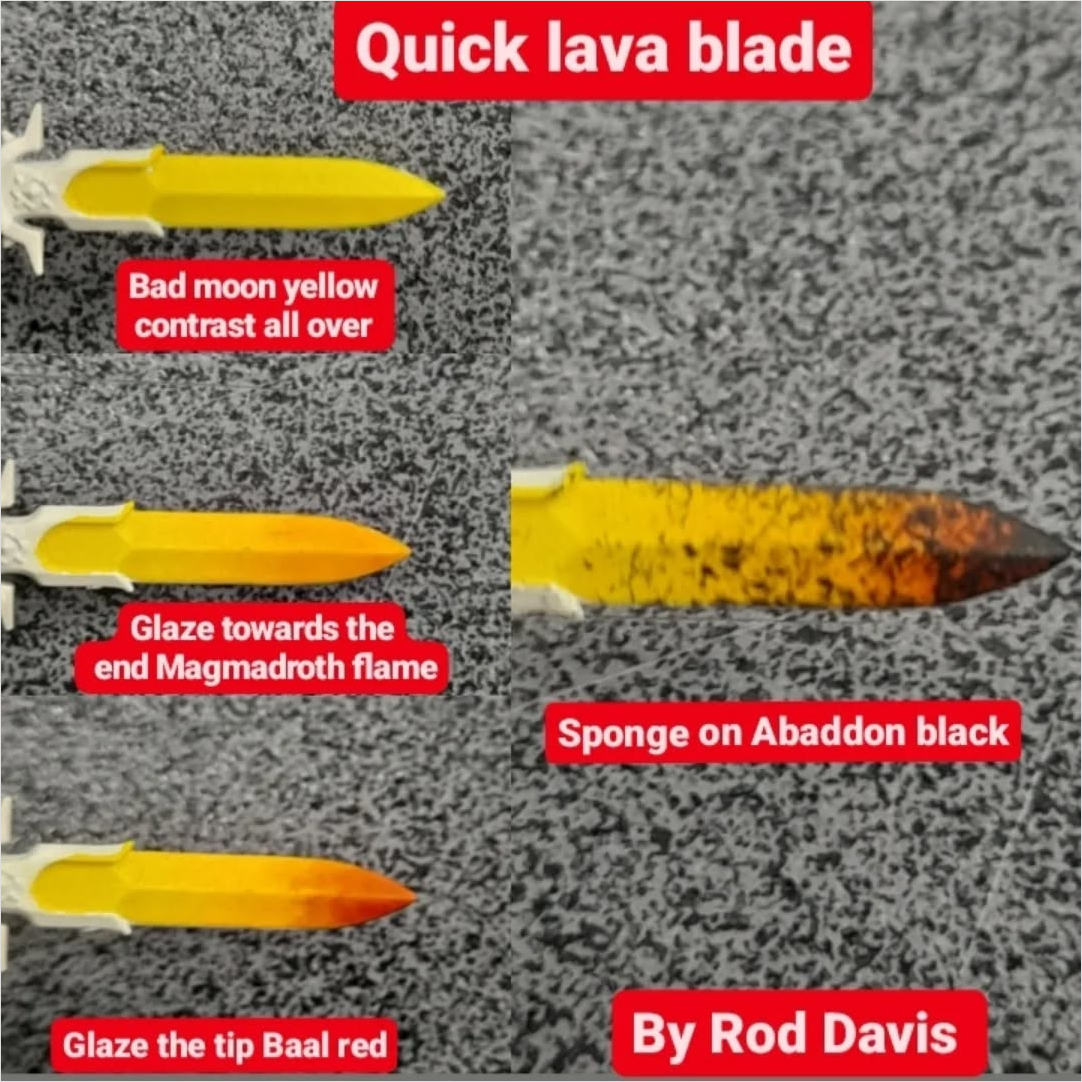 Quick lava blade
Bad moon yellow
contrast all over
Glaze towards the
end Magmadroth flame
Glaze the tip Baal red
Sponge on Abaddon black
By Rod Davis